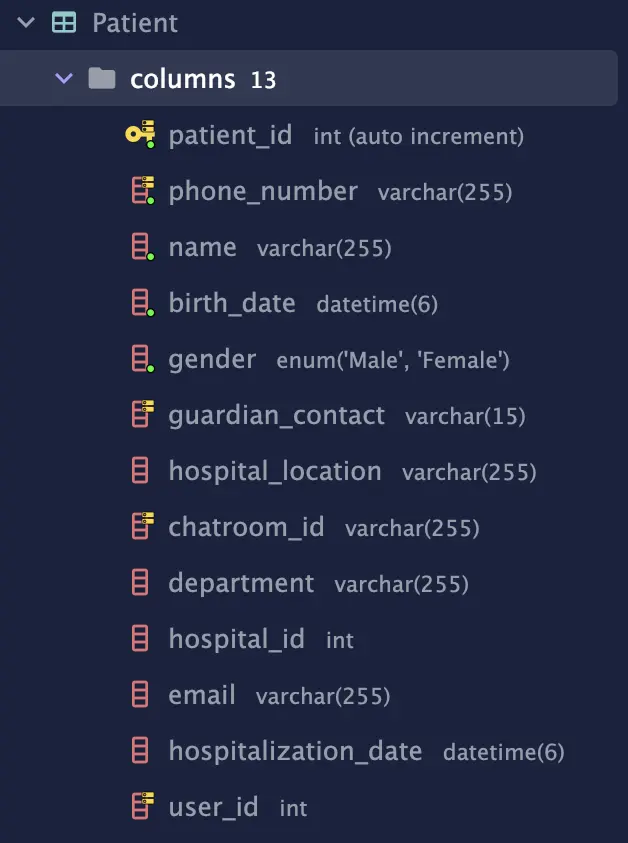 Patient
columns 13
patient_id int (auto increment)
phone_number varchar(255)
name varchar(255)
birth_date datetime(6)
gender enum('Male', 'Female')
guardian_contact varchar(15)
hospital_location varchar(255)
chatroom_id varchar(255)
department varchar(255)
hospital_id int
email varchar(255)
hospitalization_date datetime(6)
user_id int